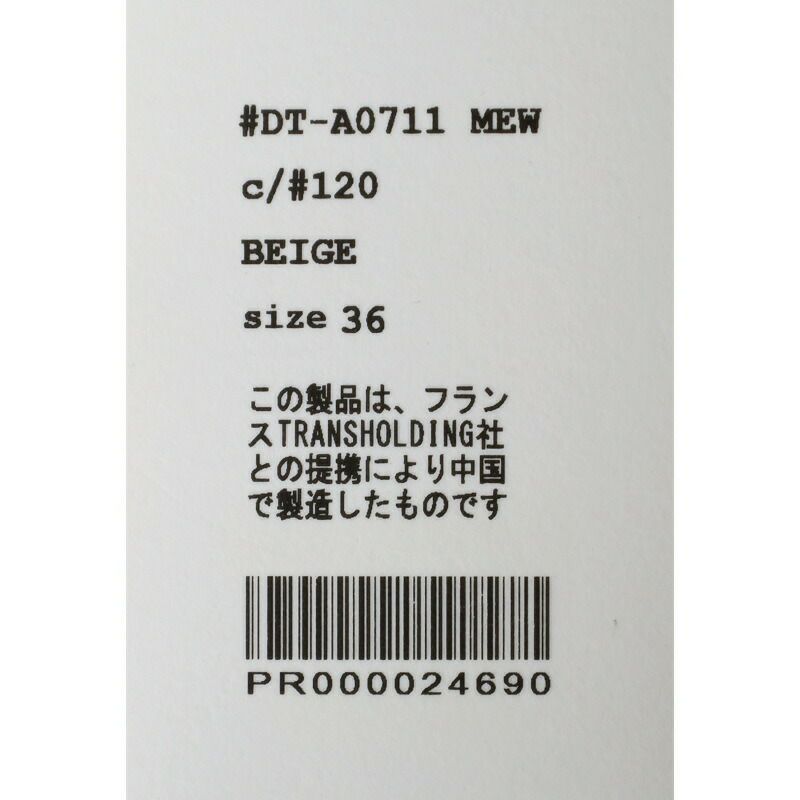 #DT-A0711 MEW
c/#120
BEIGE
size 36
この製品は、フラン
スTRANSHOLDING社
との提携により中国
で製造したものです
PR000024690